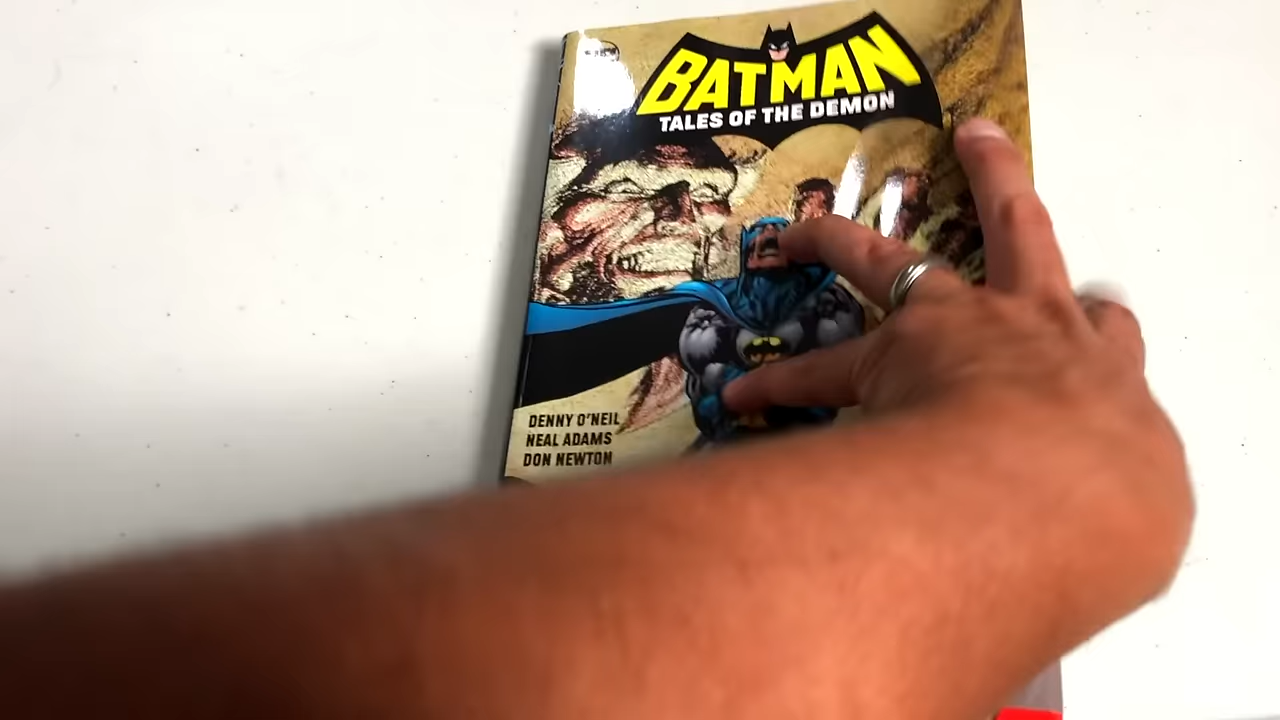 BATMAN
TALES OF THE DEMON
DENNY O'NEIL
NEAL ADAMS
DON NEWTON